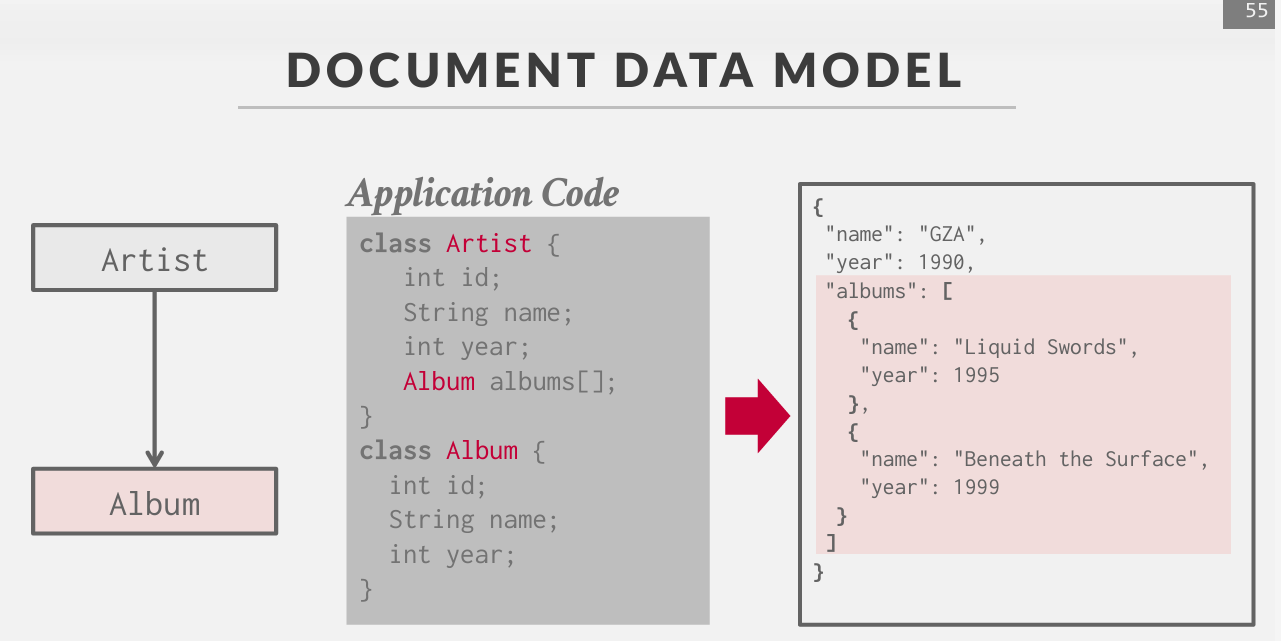 55
DOCUMENT DATA MODEL
Artist
Album
Application Code
class Artist {
int id;
String name;
int year;
Album albums[];
}
class Album {
int id;
String name;
int year;
}
{
"name": "GZA",
"year": 1990,
"albums": [
{
"name": "Liquid Swords",
"year": 1995
},
{
"name": "Beneath the Surface",
"year": 1999
}
]
}